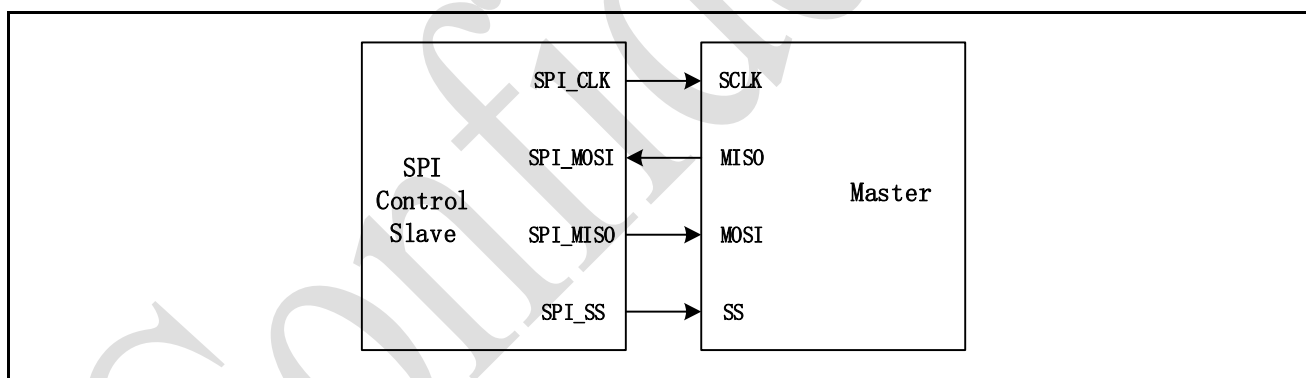 SPI_CLK SCLK
SPI_MOSI MISO
SPI
Control
Slave
Master
SPI_MISO MOSI
SPI_SS SS